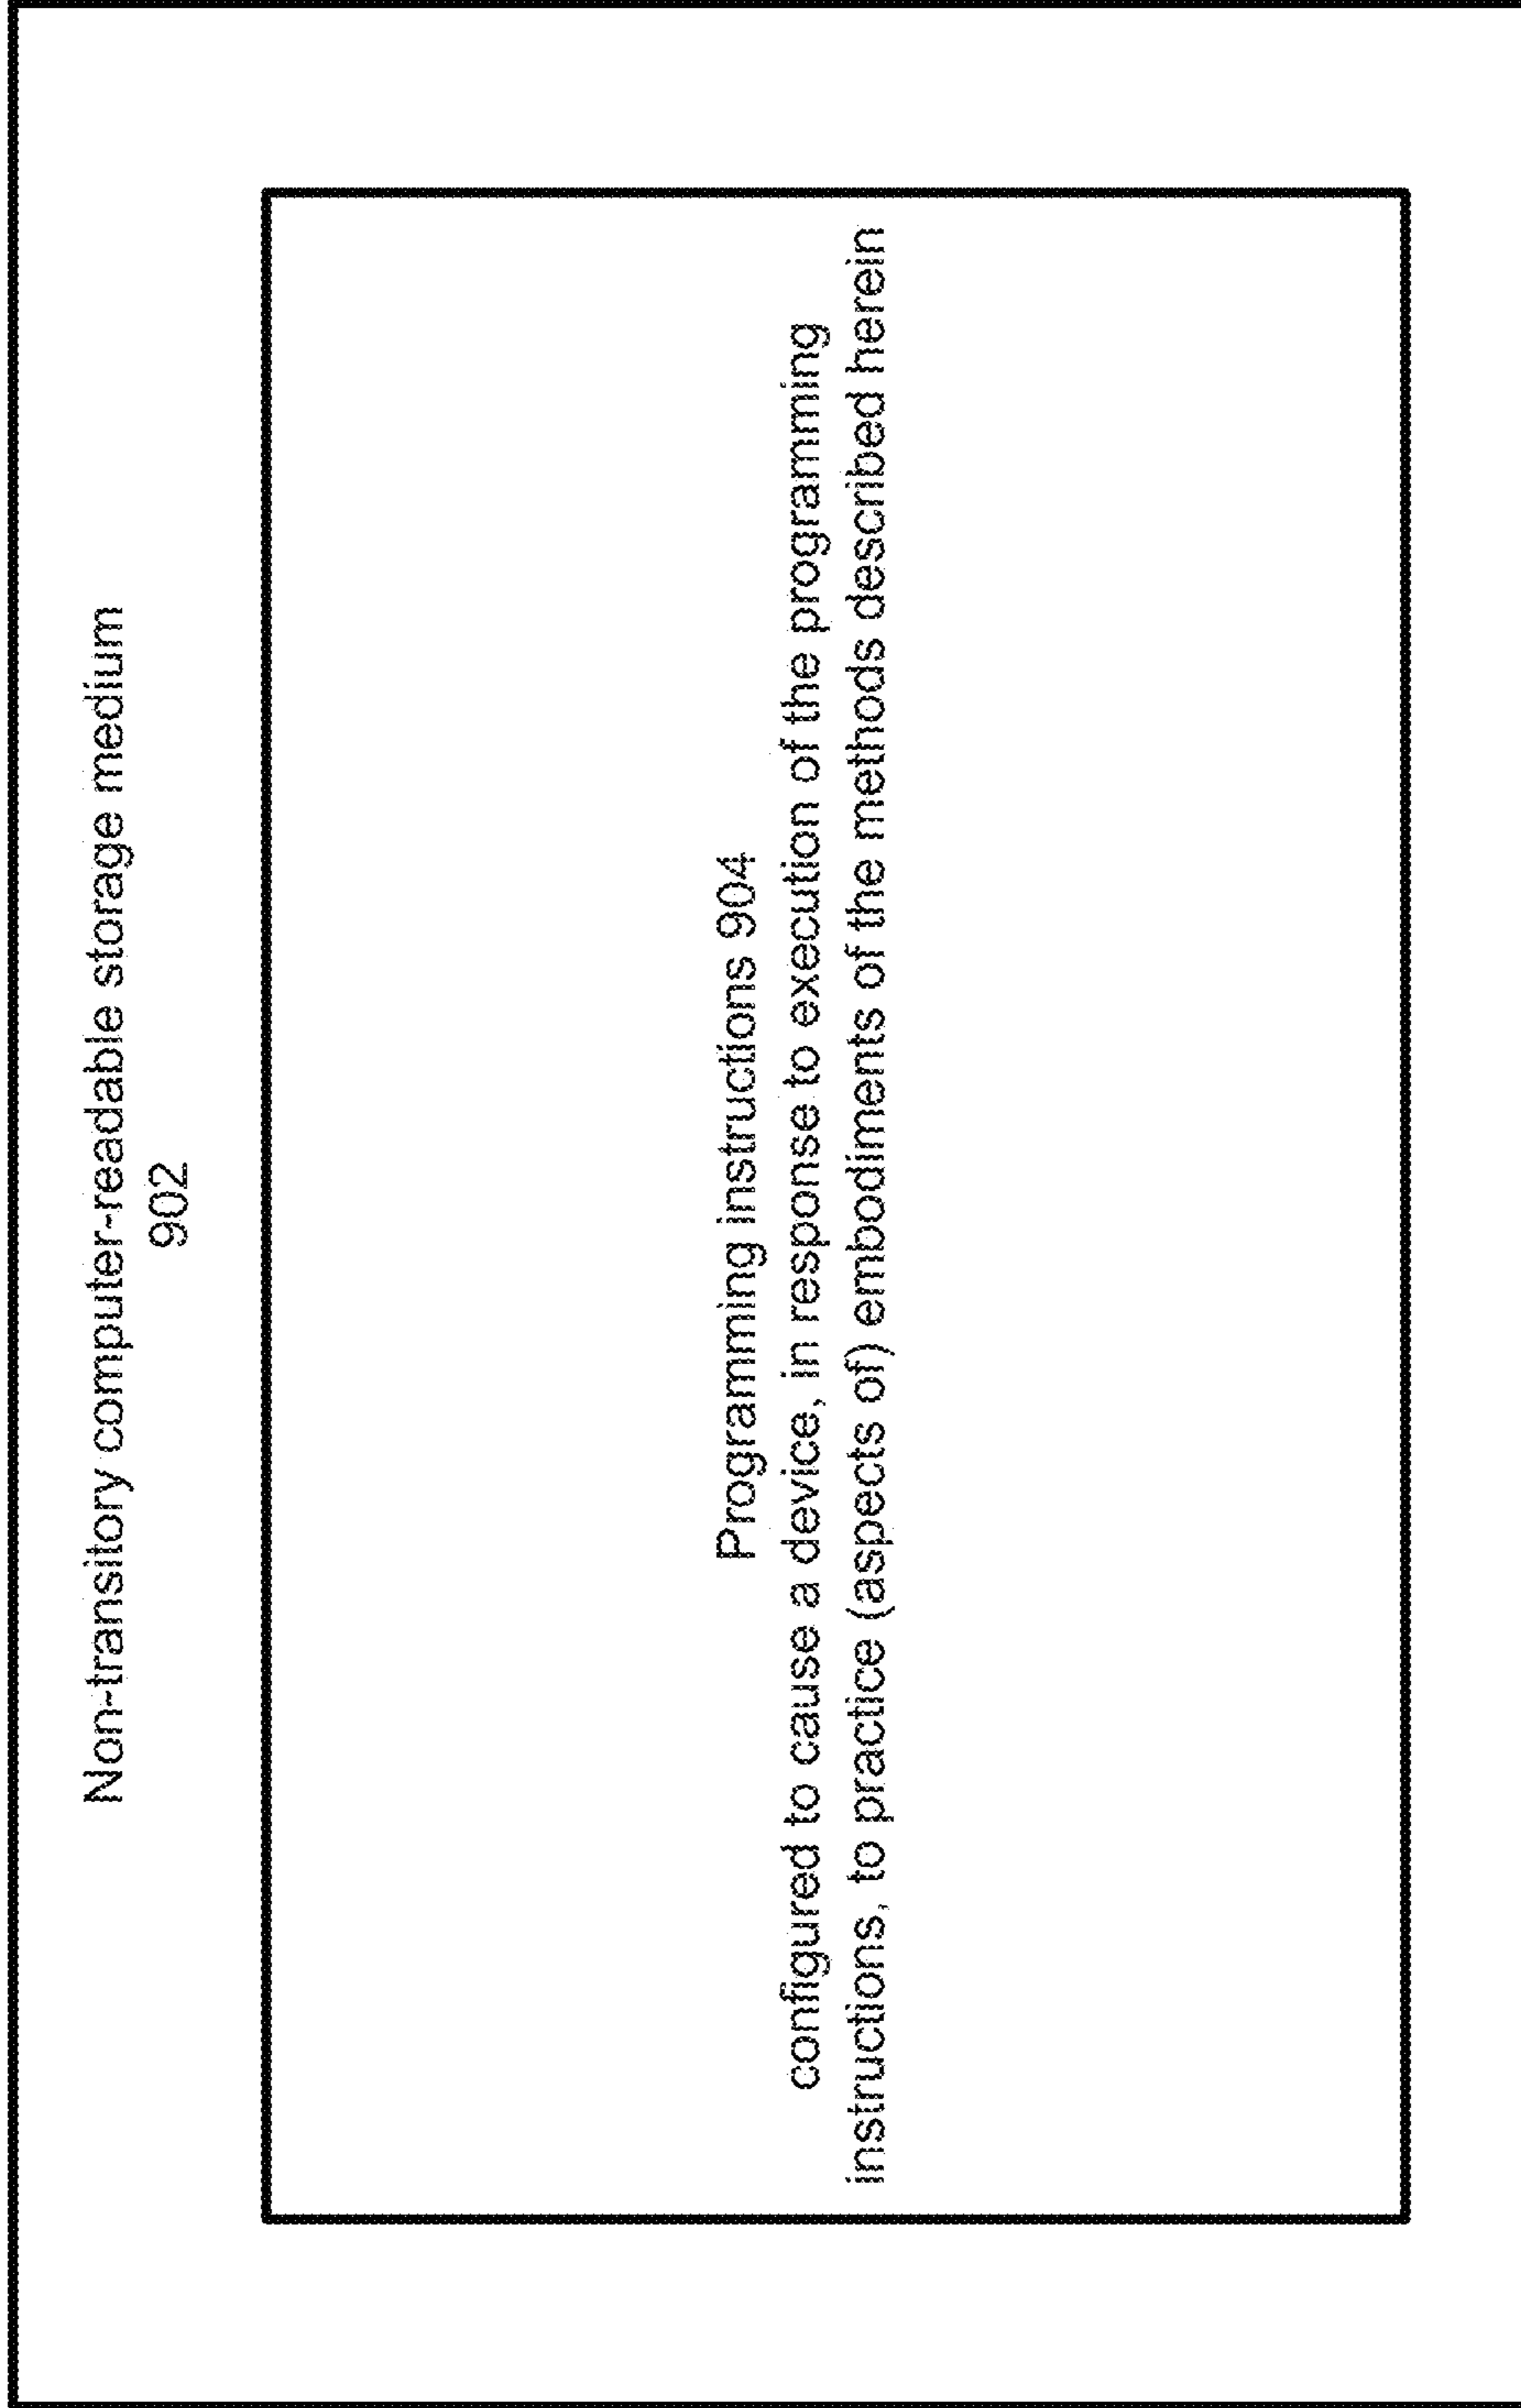 Non-transitory computer-readable storage medium
902
Programming instructions 904
configured to cause a device, in response to execution of the programming
instructions, to practice (aspects of) embodiments of the methods described herein